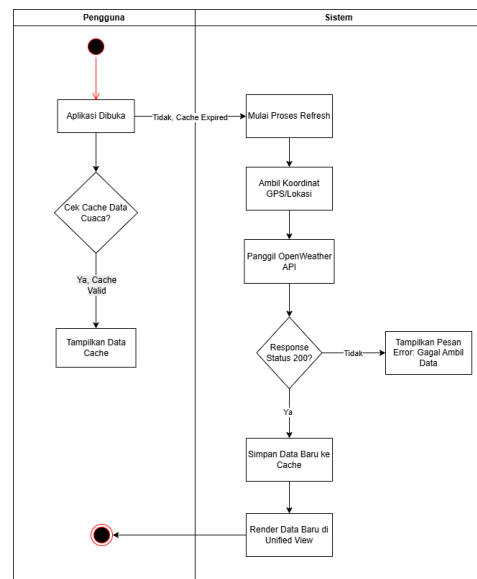 Pengguna
Sistem
Aplikasi Dibuka
Tidak, Cache Expired
Mulai Proses Refresh
Cek Cache Data
Cuaca?
Ambil Koordinat
GPS/Lokasi
Panggil OpenWeather
API
Ya, Cache
Valid
Tampilkan Data
Cache
Response
Status 200?
Tidak
Tampilkan Pesan
Error: Gagal Ambil
Data
Ya
Simpan Data Baru ke
Cache
Render Data Baru di
Unified View